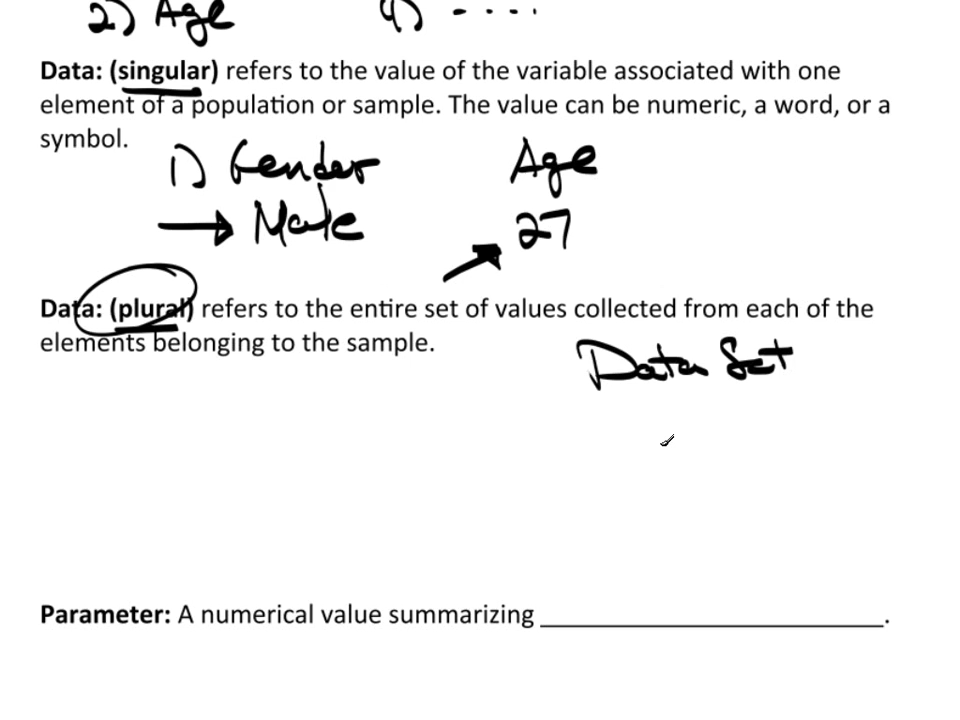 2) Age 4) ....
Data: (singular) refers to the value of the variable associated with one
element of a population or sample. The value can be numeric, a word, or a
symbol.
1) Gender Age
→ Male 27
Data: (plural) refers to the entire set of values collected from each of the
elements belonging to the sample.
Data Set
Parameter: A numerical value summarizing ______________________.